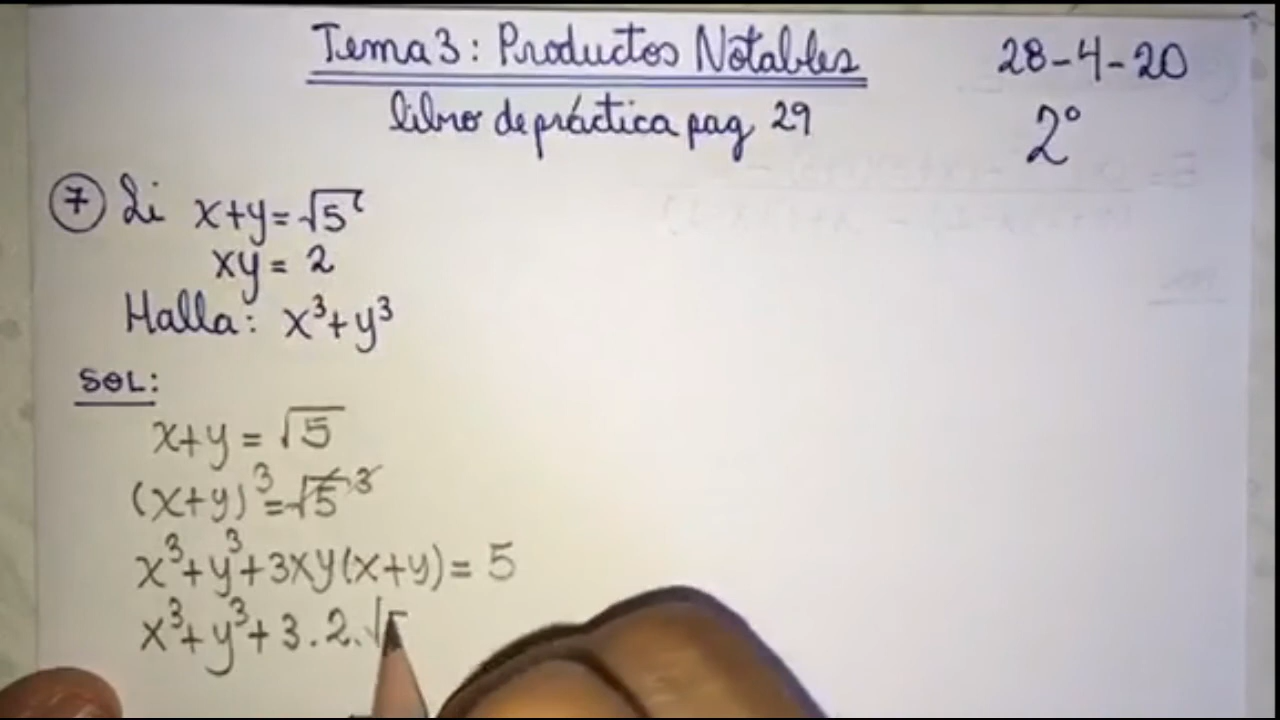 Tema 3: Productos Notables
28-4-20
libro de práctica pag 29
2°
7 Si x+y=√5
xy= 2
Halla: x³+y³
SOL:
x+y=√5
(x+y)³=√5³
x³+y³+3xy(x+y)= 5
x³+y³+3.2.√